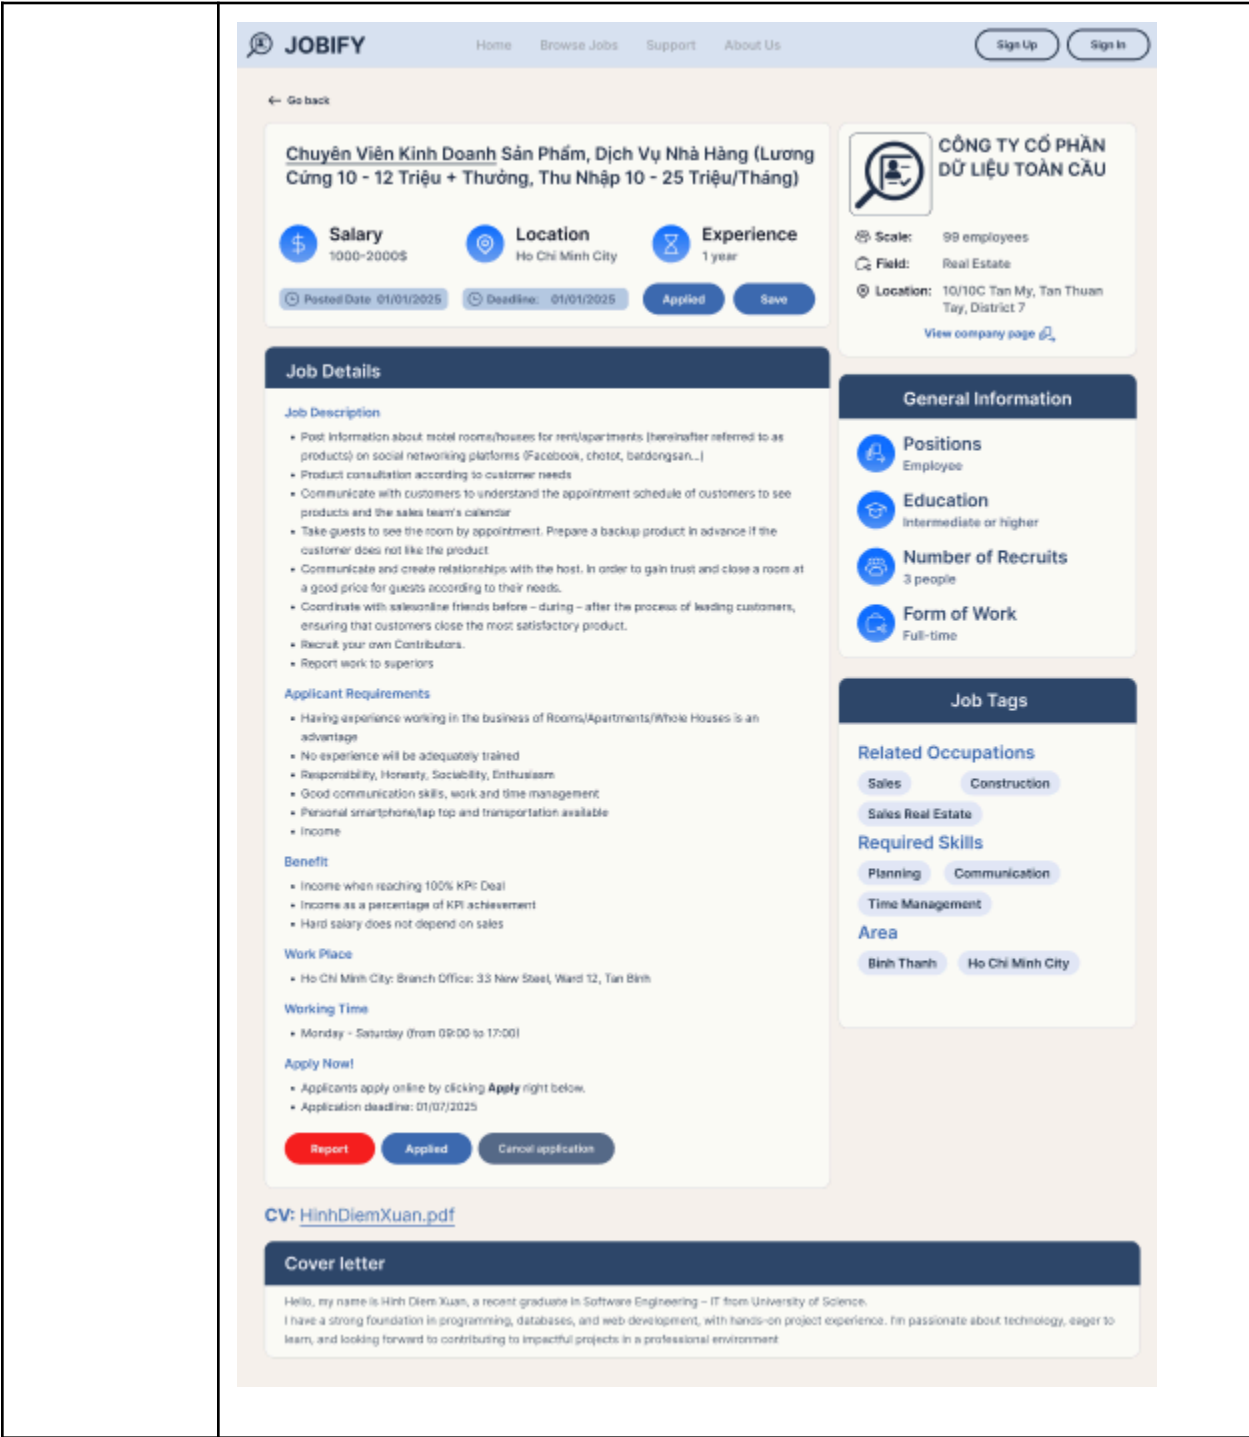 JOBIFY
Home Browse Jobs Support About Us
Sign Up Sign In
← Go back
Chuyên Viên Kinh Doanh Sản Phẩm, Dịch Vụ Nhà Hàng (Lương
Cứng 10 - 12 Triệu + Thưởng, Thu Nhập 10 - 25 Triệu/Tháng)
Salary
1000-2000$
Location
Ho Chi Minh City
Experience
1 year
Posted Date 01/01/2025
Deadline: 01/01/2025
Applied
Save
CÔNG TY CỔ PHẦN
DỮ LIỆU TOÀN CẦU
Scale: 99 employees
Field: Real Estate
Location: 10/10C Tan My, Tan Thuan
Tay, District 7
View company page
Job Details
Job Description
• Post information about motel rooms/houses for rent/apartments (hereinafter referred to as
products) on social networking platforms (Facebook, chotot, batdongsan...)
• Product consultation according to customer needs
• Communicate with customers to understand the appointment schedule of customers to see
products and the sales team's calendar
• Take guests to see the room by appointment. Prepare a backup product in advance if the
customer does not like the product
• Communicate and create relationships with the host. In order to gain trust and close a room at
a good price for guests according to their needs.
• Coordinate with salesonline friends before – during – after the process of leading customers,
ensuring that customers close the most satisfactory product.
• Recruit your own Contributors.
• Report work to superiors
Applicant Requirements
• Having experience working in the business of Rooms/Apartments/Whole Houses is an
advantage
• No experience will be adequately trained
• Responsibility, Honesty, Sociability, Enthusiasm
• Good communication skills, work and time management
• Personal smartphone/lap top and transportation available
• Income
Benefit
• Income when reaching 100% KPI: Deal
• Income as a percentage of KPI achievement
• Hard salary does not depend on sales
Work Place
• Ho Chi Minh City: Branch Office: 33 New Steel, Ward 12, Tan Binh
Working Time
• Monday - Saturday (from 09:00 to 17:00)
Apply Now!
• Applicants apply online by clicking Apply right below.
• Application deadline: 01/07/2025
Report Applied Cancel application
General Information
Positions
Employee
Education
Intermediate or higher
Number of Recruits
3 people
Form of Work
Full-time
Job Tags
Related Occupations
Sales Construction
Sales Real Estate
Required Skills
Planning Communication
Time Management
Area
Binh Thanh Ho Chi Minh City
CV: HinhDiemXuan.pdf
Cover letter
Hello, my name is Hinh Diem Xuan, a recent graduate in Software Engineering – IT from University of Science.
I have a strong foundation in programming, databases, and web development, with hands-on project experience. I'm passionate about technology, eager to
learn, and looking forward to contributing to impactful projects in a professional environment